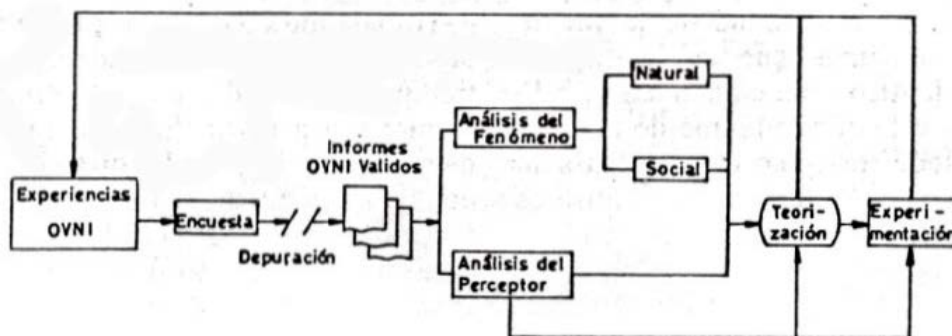 Experiencias
OVNI
Encuesta
Depuración
Informes
OVNI Validos
Análisis del
Fenómeno
Natural
Social
Análisis del
Perceptor
Teori-
zación
Experi-
mentación